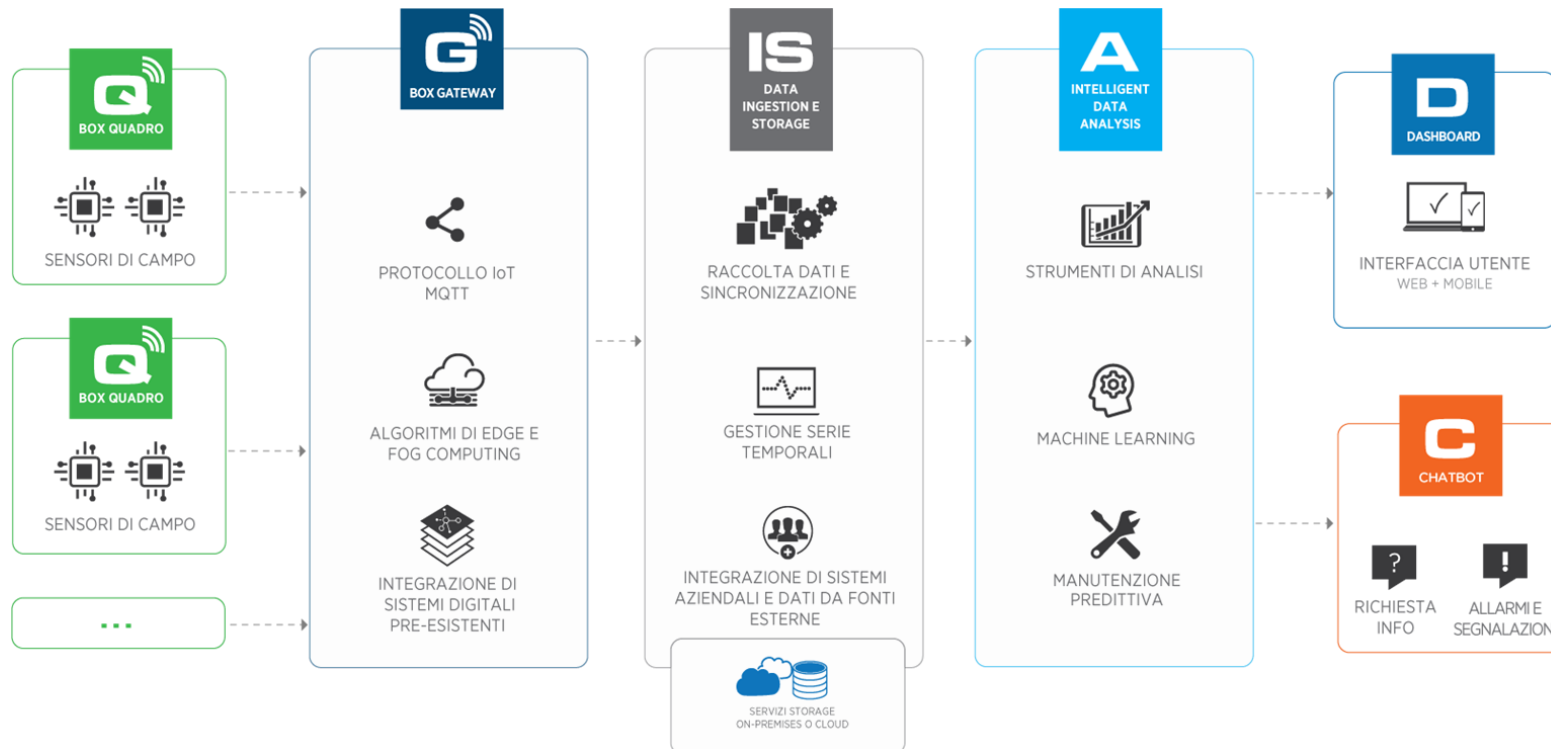 Q
BOX QUADRO
SENSORI DI CAMPO
Q
BOX QUADRO
SENSORI DI CAMPO
...
G
BOX GATEWAY
PROTOCOLLO IoT
MQTT
ALGORITMI DI EDGE E
FOG COMPUTING
INTEGRAZIONE DI
SISTEMI DIGITALI
PRE-ESISTENTI
IS
DATA
INGESTION E
STORAGE
RACCOLTA DATI E
SINCRONIZZAZIONE
GESTIONE SERIE
TEMPORALI
INTEGRAZIONE DI SISTEMI
AZIENDALI E DATI DA FONTI
ESTERNE
SERVIZI STORAGE
ON-PREMISES O CLOUD
A
INTELLIGENT
DATA
ANALYSIS
STRUMENTI DI ANALISI
MACHINE LEARNING
MANUTENZIONE
PREDITTIVA
D
DASHBOARD
INTERFACCIA UTENTE
WEB + MOBILE
C
CHATBOT
?
RICHIESTA
INFO
!
ALLARMI E
SEGNALAZION